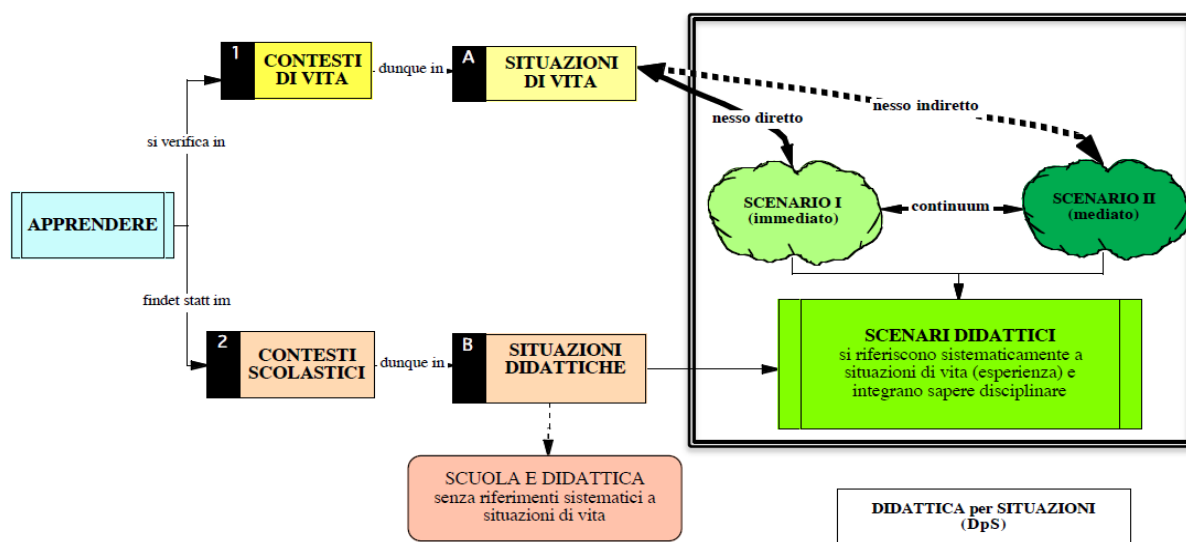 1
CONTESTI
DI VITA
dunque in
A
SITUAZIONI
DI VITA
nesso indiretto
nesso diretto
si verifica in
SCENARIO I
(immediato)
continuum
SCENARIO II
(mediato)
APPRENDERE
findet statt im
2
CONTESTI
SCOLASTICI
dunque in
B
SITUAZIONI
DIDATTICHE
SCENARI DIDATTICI
si riferiscono sistematicamente a
situazioni di vita (esperienza) e
integrano sapere disciplinare
SCUOLA E DIDATTICA
senza riferimenti sistematici a
situazioni di vita
DIDATTICA per SITUAZIONI
(DpS)